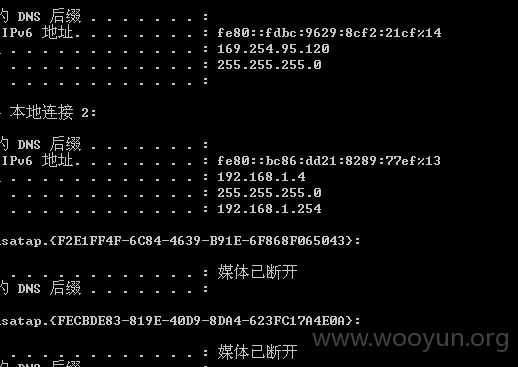 的 DNS 后缀 . . . . . . . :
IPv6 地址. . . . . . . . : fe80::fdbc:9629:8cf2:21cf%14
. . . . . . . . . . . . : 169.254.95.120
. . . . . . . . . . . . : 255.255.255.0
. . . . . . . . . . . . :
本地连接 2:
的 DNS 后缀 . . . . . . . :
IPv6 地址. . . . . . . . : fe80::bc86:dd21:8289:77ef%13
. . . . . . . . . . . . : 192.168.1.4
. . . . . . . . . . . . : 255.255.255.0
. . . . . . . . . . . . : 192.168.1.254
satap.{F2E1FF4F-6C84-4639-B91E-6F868F065043}:
. . . . . . . . . . . . : 媒体已断开
的 DNS 后缀 . . . . . . . :
satap.{FECBDE83-819E-40D9-8DA4-623FC17A4E0A}:
www.wooyun.org
. . . . . . . . . . . . : 媒体已断开